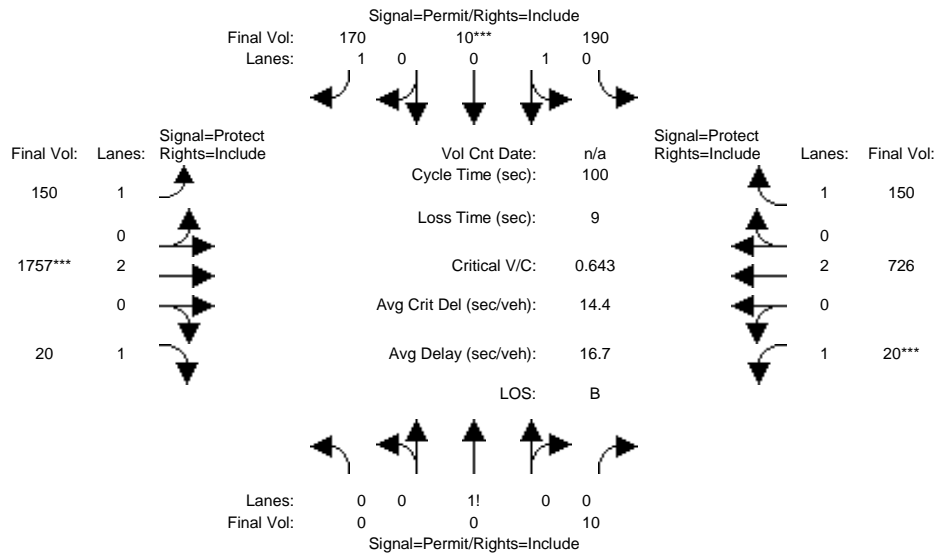 Signal=Permit/Rights=Include
Final Vol: 170 10*** 190
Lanes: 1 0 0 1 0
Signal=Protect
Final Vol: Lanes: Rights=Include
Vol Cnt Date: n/a
Signal=Protect
Rights=Include Lanes: Final Vol:
Cycle Time (sec): 100
150 1
1 150
Loss Time (sec): 9
0
0
1757*** 2
Critical V/C: 0.643
2 726
0
Avg Crit Del (sec/veh): 14.4
0
20 1
Avg Delay (sec/veh): 16.7
1 20***
LOS: B
Lanes: 0 0 1! 0 0
Final Vol: 0 0 10
Signal=Permit/Rights=Include